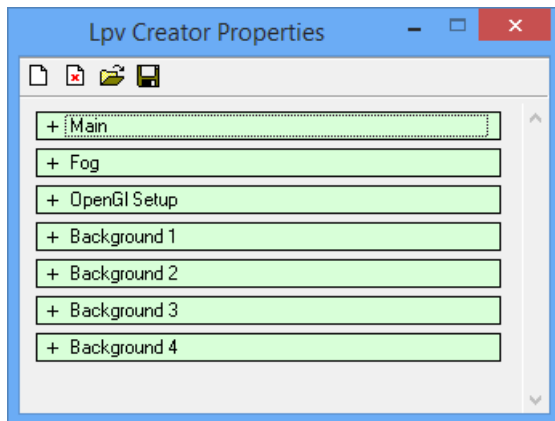 Lpv Creator Properties
+ Main
+ Fog
+ OpenGl Setup
+ Background 1
+ Background 2
+ Background 3
+ Background 4